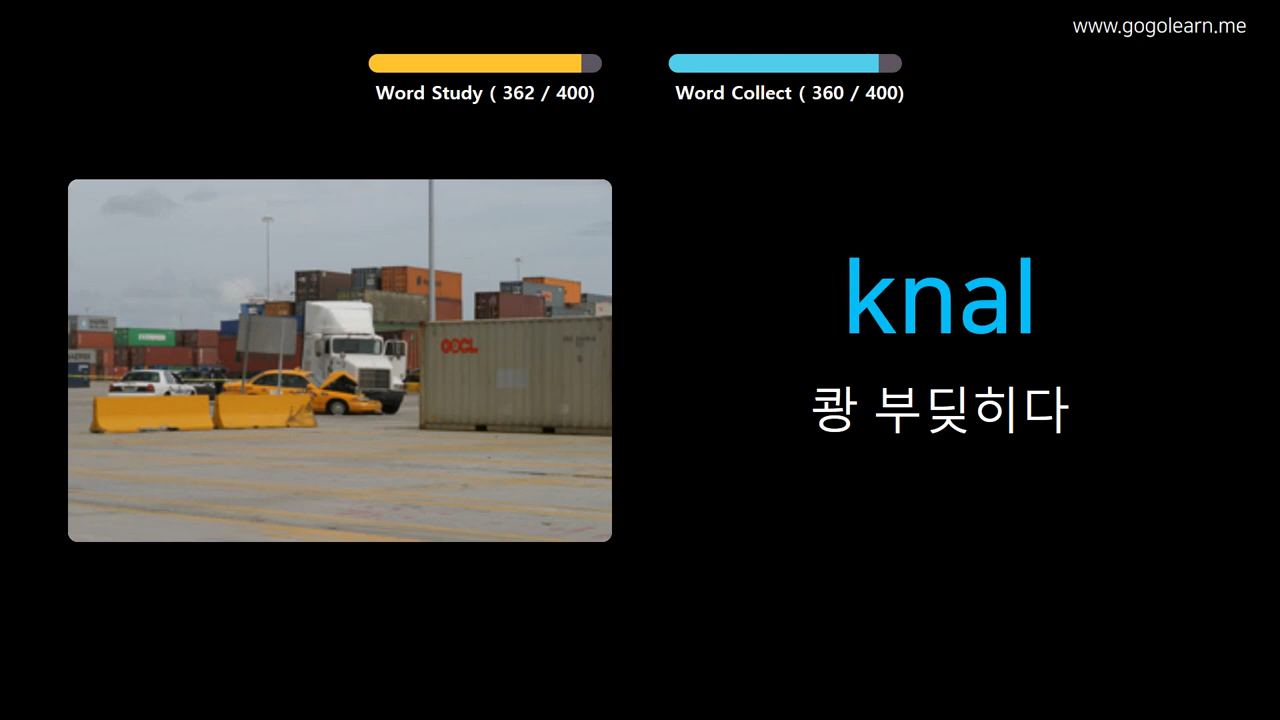 www.gogolearn.me
Word Study ( 362 / 400)
Word Collect ( 360 / 400)
knal
쾅 부딪히다
OOCL